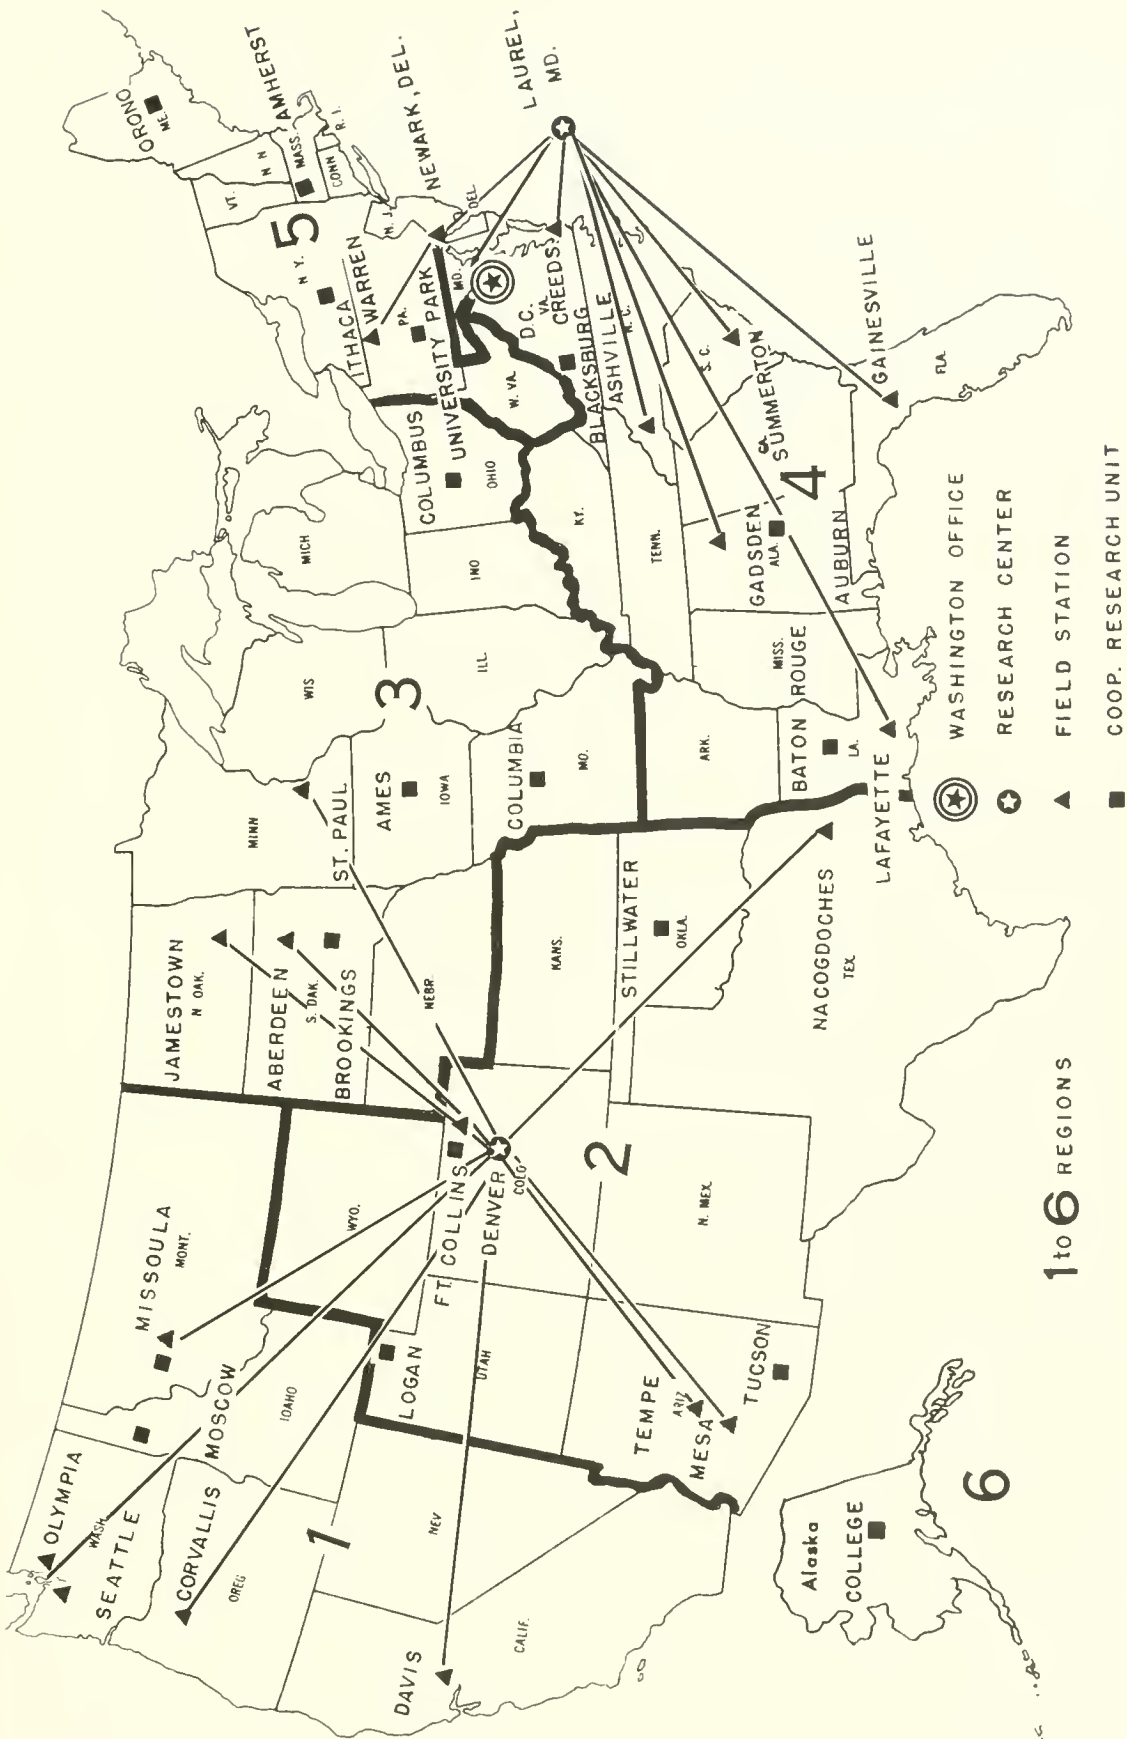 OLYMPIA
WASH.
SEATTLE
CORVALLIS
OREG
1
NEV
DAVIS
CALIF.
MISSOULA
MONT.
MOSCOW
IDAHO
WYO.
LOGAN
UTAH
FT. COLLINS
DENVER
COLO
2
TEMPE
ARIZ
MESA
TUCSON
N. MEX.
JAMESTOWN
N DAK.
ABERDEEN
S. DAK.
BROOKINGS
NEBR.
KANS.
STILLWATER
OKLA.
NACOGDOCHES
TEX.
MINN
ST. PAUL
AMES
IOWA
COLUMBIA
MO.
WIS
3
ILL.
MICH
IND
COLUMBUS
OHIO
ARK.
BATON ROUGE
LA.
LAFAYETTE
MISS.
KY.
TENN.
GADSDEN
ALA.
AUBURN
4
GA.
SUMMERTON
S. C.
GAINESVILLE
FLA.
ORONO
ME.
VT.
N H
MASS.
AMHERST
CONN
R. I.
5
N Y.
ITHACA
WARREN
PA.
UNIVERSITY PARK
N. J.
NEWARK, DEL.
DEL.
MD.
W. VA.
D.C.
VA.
CREEDS
BLACKSBURG
ASHVILLE
N.C.
LAUREL,
MD.
Alaska
COLLEGE
6
1 to 6 REGIONS
WASHINGTON OFFICE
RESEARCH CENTER
FIELD STATION
COOP. RESEARCH UNIT